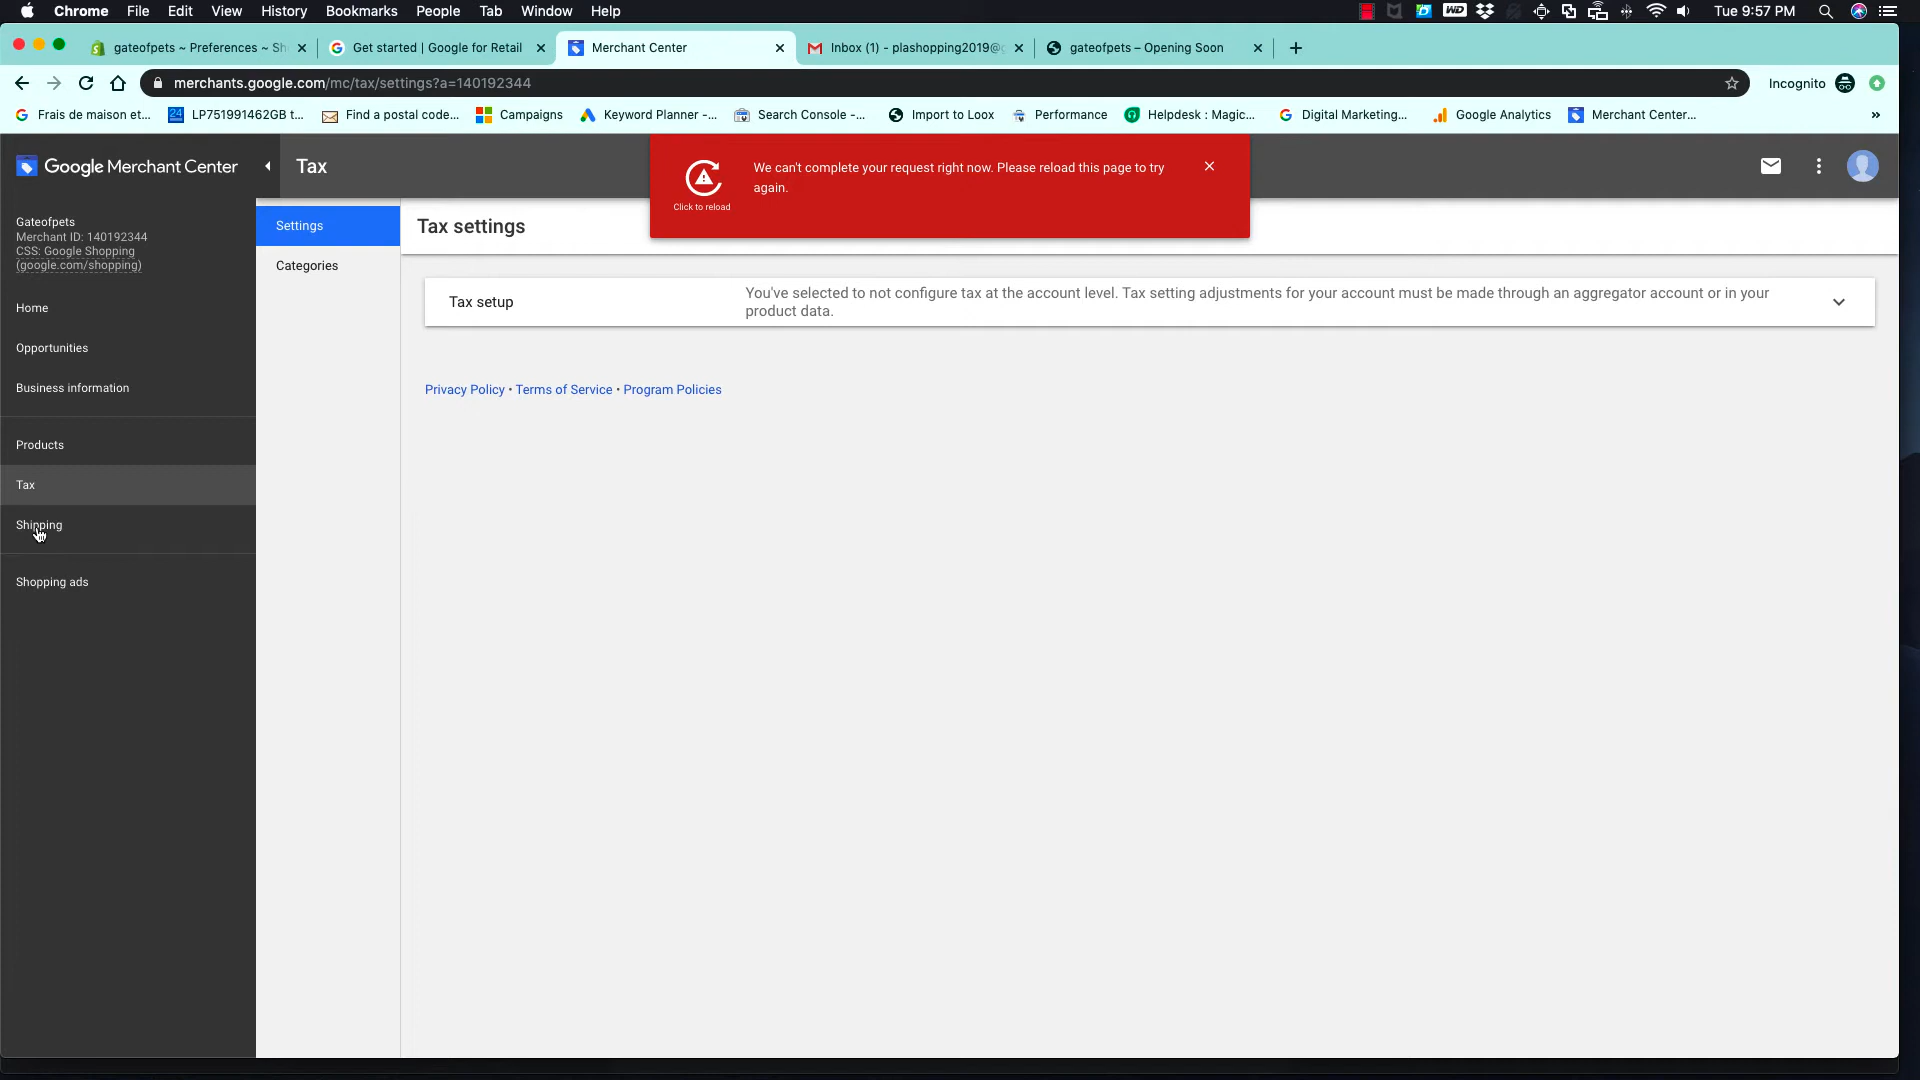 Chrome File Edit View History Bookmarks People Tab Window Help
WD
Tue 9:57 PM
gateofpets ~ Preferences ~ Sh
Get started | Google for Retail
Merchant Center
Inbox (1) - plashopping2019@g
gateofpets – Opening Soon
merchants.google.com/mc/tax/settings?a=140192344
Incognito
Frais de maison et...
24
LP751991462GB t...
Find a postal code...
Campaigns
Keyword Planner -...
Search Console -...
Import to Loox
Performance
Helpdesk : Magic...
Digital Marketing...
Google Analytics
Merchant Center...
»
Google Merchant Center
Tax
We can't complete your request right now. Please reload this page to try
again.
Click to reload
Gateofpets
Merchant ID: 140192344
CSS: Google Shopping
(google.com/shopping)
Home
Opportunities
Business information
Products
Tax
Shipping
Shopping ads
Settings
Categories
Tax settings
Tax setup
You've selected to not configure tax at the account level. Tax setting adjustments for your account must be made through an aggregator account or in your
product data.
Privacy Policy • Terms of Service • Program Policies